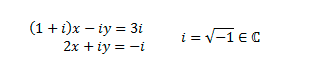 (1 + i)x − iy = 3i
2x + iy = −i
i = √−1 ∈ ℂ